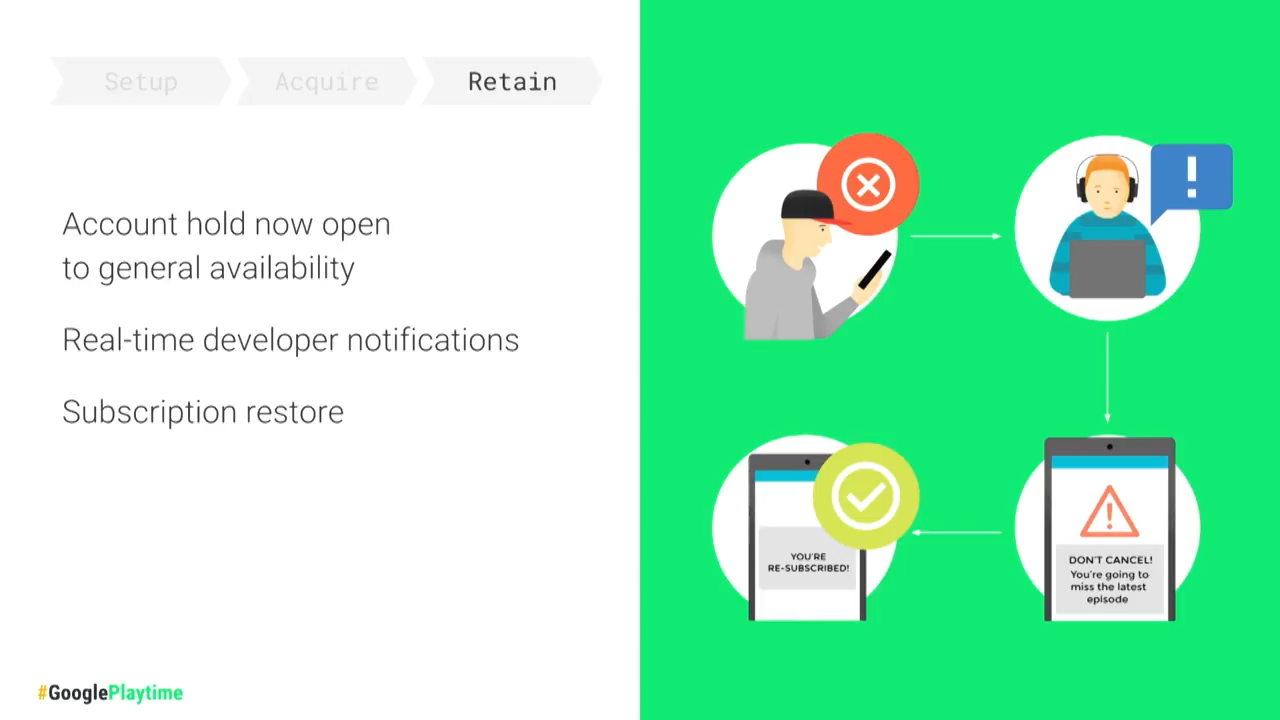 Setup
Acquire
Retain
Account hold now open
to general availability
Real-time developer notifications
Subscription restore
!
!
DON'T CANCEL!
You're going to
miss the latest
episode
YOU'RE
RE-SUBSCRIBED!
#GooglePlaytime